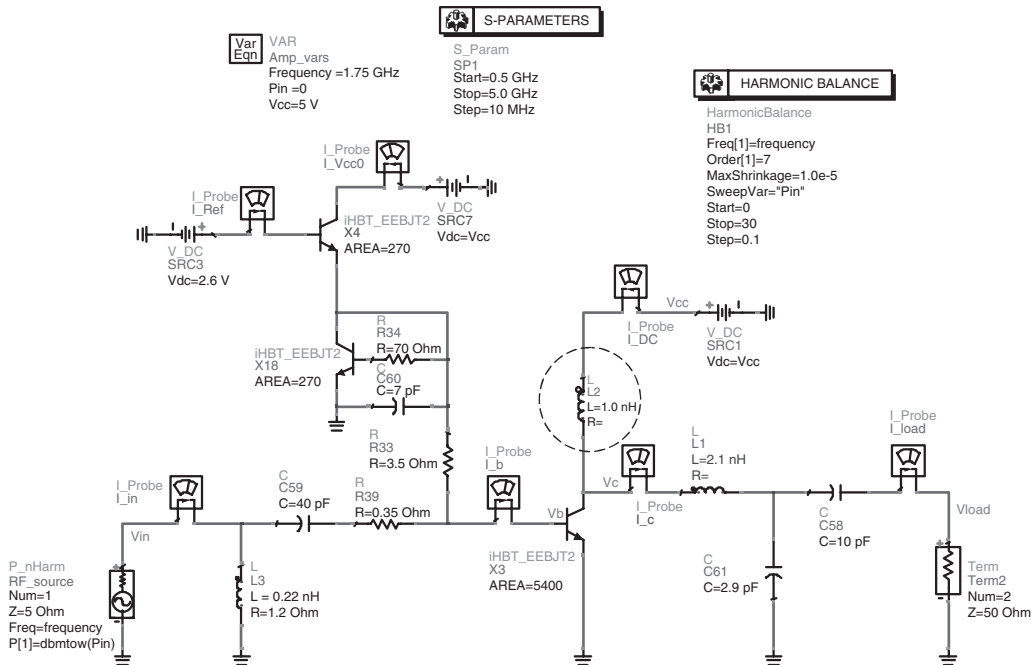 Var
Eqn
VAR
Amp_vars
Frequency =1.75 GHz
Pin =0
Vcc=5 V
S-PARAMETERS
S_Param
SP1
Start=0.5 GHz
Stop=5.0 GHz
Step=10 MHz
HARMONIC BALANCE
HarmonicBalance
HB1
Freq[1]=frequency
Order[1]=7
MaxShrinkage=1.0e-5
SweepVar="Pin"
Start=0
Stop=30
Step=0.1
I_Probe
I_Vcc0
I_Probe
I_Ref
V_DC
SRC7
Vdc=Vcc
iHBT_EEBJT2
X4
AREA=270
V_DC
SRC3
Vdc=2.6 V
R
R34
R=70 Ohm
iHBT_EEBJT2
X18
AREA=270
C
C60
C=7 pF
Vcc
I_Probe
I_DC
V_DC
SRC1
Vdc=Vcc
L
L2
L=1.0 nH
R=
R
R33
R=3.5 Ohm
I_Probe
I_b
L
L1
L=2.1 nH
R=
I_Probe
I_load
I_Probe
I_in
C
C59
C=40 pF
R
R39
R=0.35 Ohm
Vc
I_Probe
I_c
Vin
Vb
C
C58
C=10 pF
Vload
iHBT_EEBJT2
X3
AREA=5400
C
C61
C=2.9 pF
P_nHarm
RF_source
Num=1
Z=5 Ohm
Freq=frequency
P[1]=dbmtow(Pin)
L
L3
L = 0.22 nH
R=1.2 Ohm
Term
Term2
Num=2
Z=50 Ohm